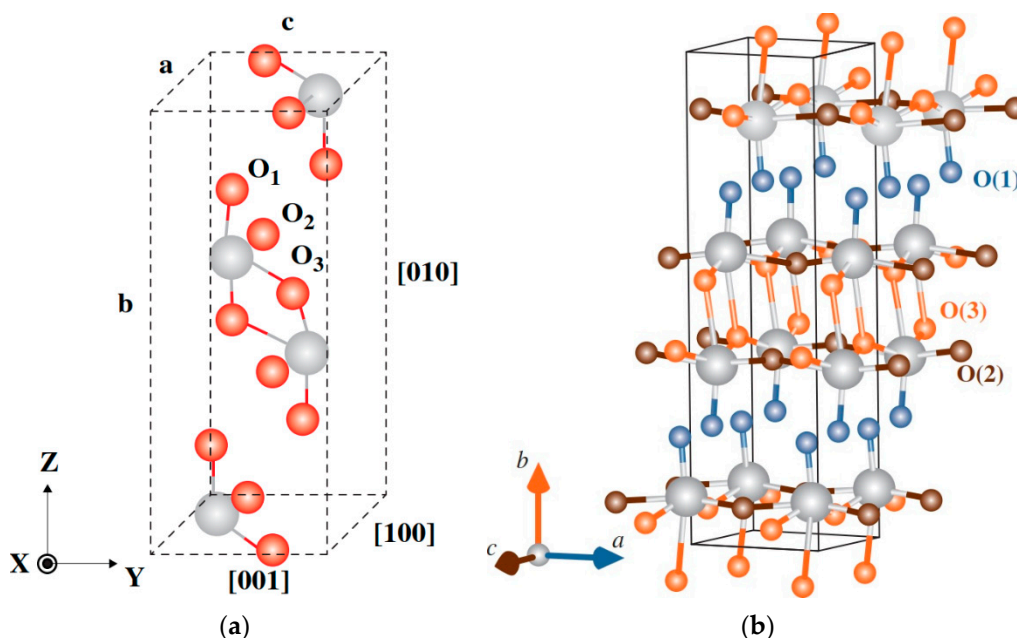 c
a
O1
O2
O3
b
[010]
Z
X
Y
[001]
[100]
(a)
O(1)
O(3)
O(2)
b
c
a
(b)